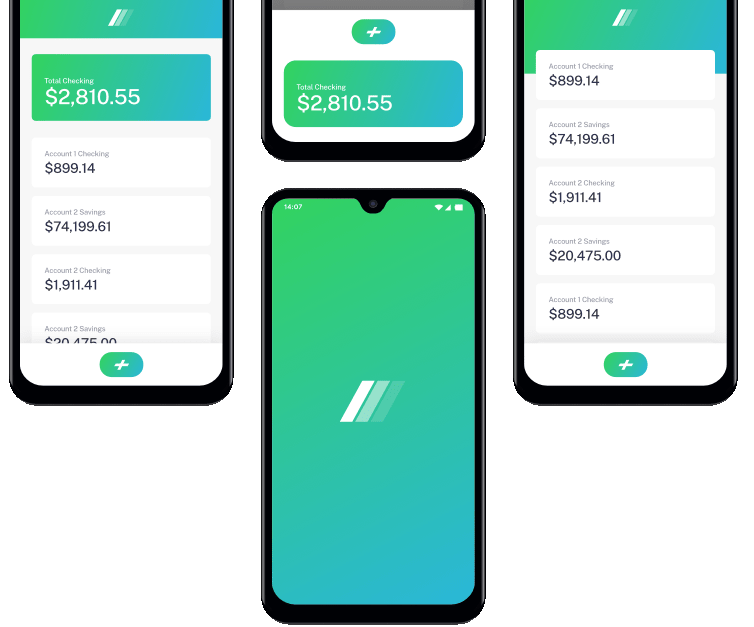 Total Checking
$2,810.55
Account 1 Checking
$899.14
Account 2 Savings
$74,199.61
Account 2 Checking
$1,911.41
Account 2 Savings
$20,475.00
Total Checking
$2,810.55
14:07
Account 1 Checking
$899.14
Account 2 Savings
$74,199.61
Account 2 Checking
$1,911.41
Account 2 Savings
$20,475.00
Account 1 Checking
$899.14